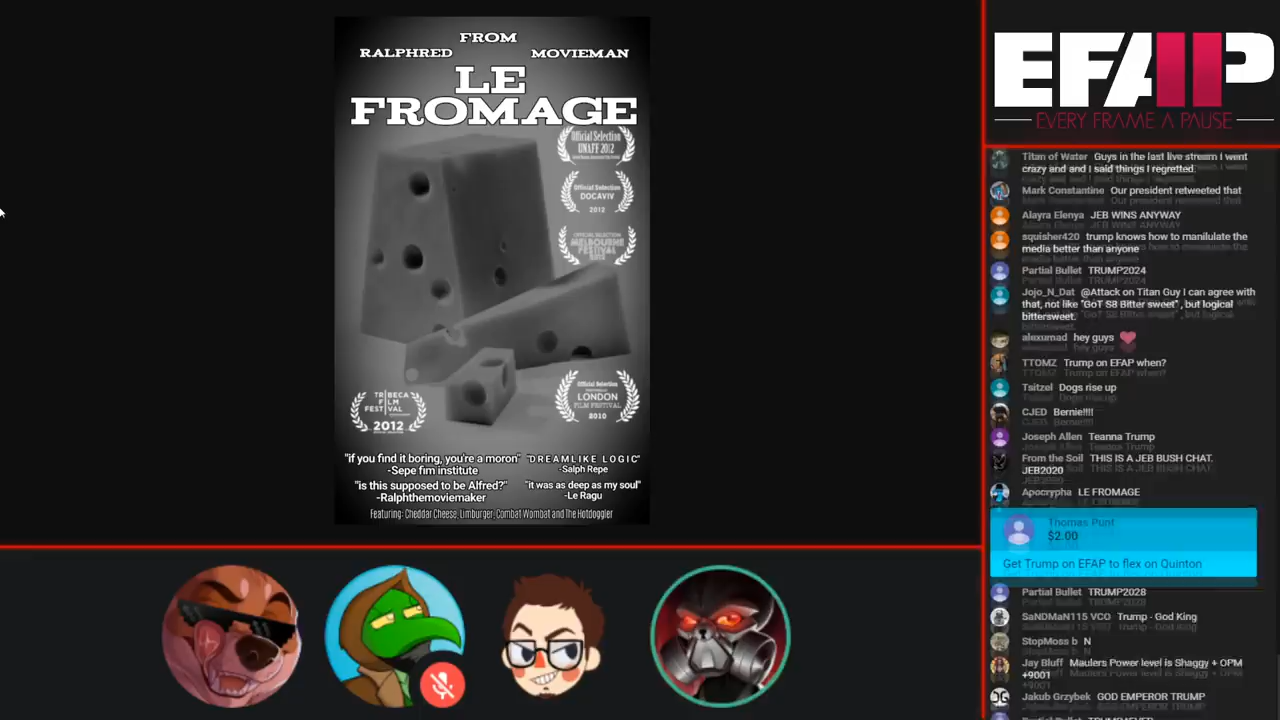 FROM
RALPHRED MOVIEMAN
LE
FROMAGE
Official Selection
UNAFF 2012
Official Selection
DOCAVIV
2012
OFFICIAL SELECTION
MELBOURNE
FESTIVAL
TRIBECA
FILM
FESTIVAL
2012
Official Selection
LONDON
FILM FESTIVAL
2010
"if you find it boring, you're a moron"
-Sepe fim institute
"DREAMLIKE LOGIC"
-Salph Repe
"is this supposed to be Alfred?"
-Ralphthemoviemaker
"it was as deep as my soul"
-Le Ragu
Featuring: Cheddar Cheese, Limburger, Combat Wombat and The Hotdoggler
EFAP
EVERY FRAME A PAUSE
Titan of Water Guys in the last live stream I went
crazy and and I said things I regretted.
Mark Constantine Our president retweeted that
Alayra Elenya JEB WINS ANYWAY
squisher420 trump knows how to manilulate the
media better than anyone
Partial Bullet TRUMP2024
Jojo_N_Dat @Attack on Titan Guy I can agree with
that, not like "GoT S8 Bitter sweet", but logical
bittersweet.
alexumad hey guys
TTOMZ Trump on EFAP when?
Tsitzel Dogs rise up
CJED Bernie!!!!
Joseph Allen Teanna Trump
From the Soil THIS IS A JEB BUSH CHAT.
JEB2020
Apocrypha LE FROMAGE
Thomas Punt
$2.00
Get Trump on EFAP to flex on Quinton
Partial Bullet TRUMP2028
SaNDMaN115 VCO Trump - God King
StopMoss b N
Jay Bluff Maulers Power level is Shaggy + OPM
+9001
Jakub Grzybek GOD EMPEROR TRUMP